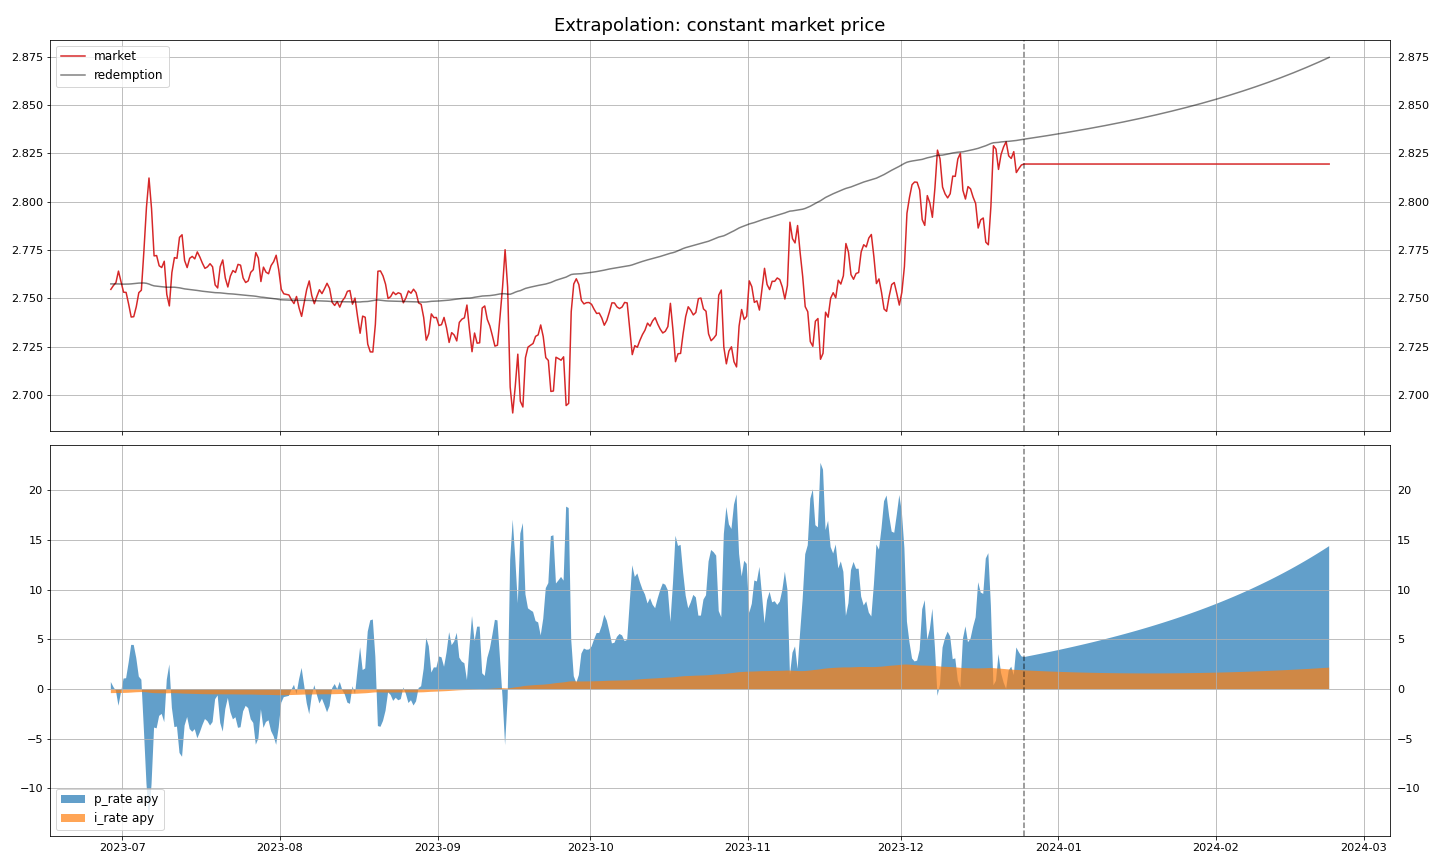 Extrapolation: constant market price
market
redemption
2.875 2.875
2.850 2.850
2.825 2.825
2.800 2.800
2.775 2.775
2.750 2.750
2.725 2.725
2.700 2.700
20 20
15 15
10 10
5 5
0 0
−5 −5
−10 −10
p_rate apy
i_rate apy
2023-07 2023-08 2023-09 2023-10 2023-11 2023-12 2024-01 2024-02 2024-03